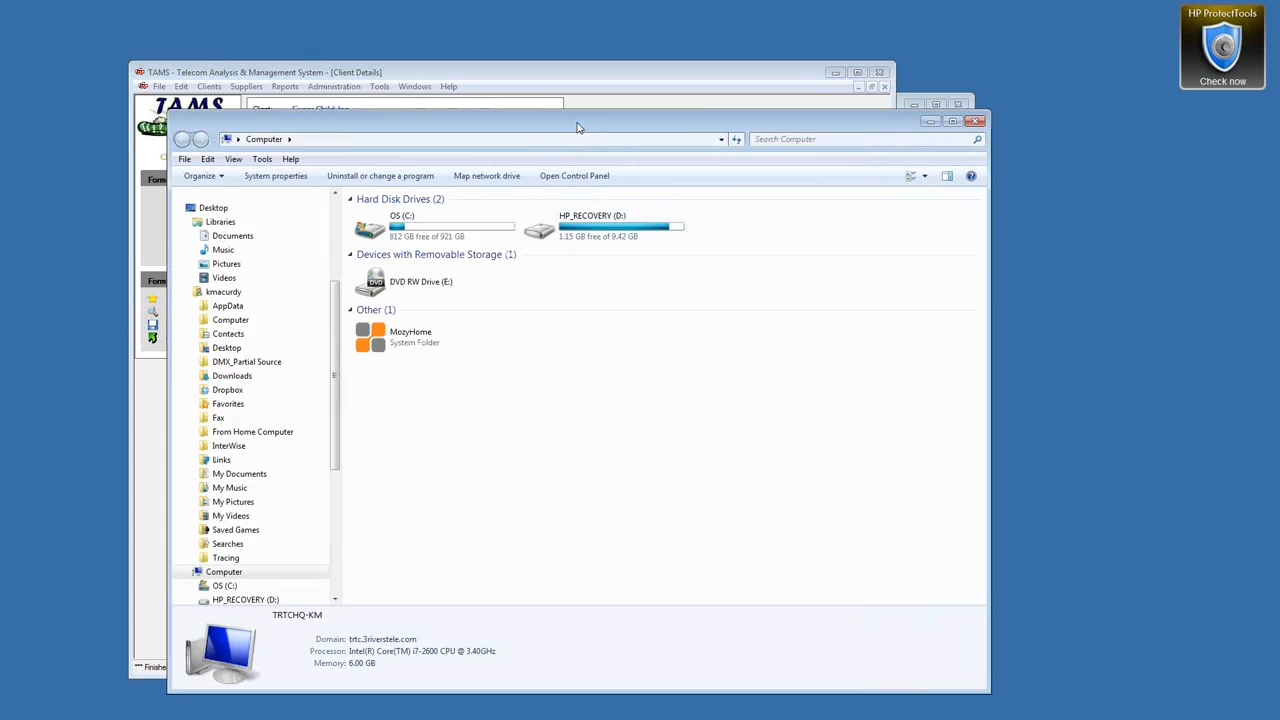 HP ProtectTools
Check now
TAMS - Telecom Analysis & Management System - [Client Details]
File Edit Clients Suppliers Reports Administration Tools Windows Help
TAMS
Computer
Search Computer
File Edit View Tools Help
Organize Uninstall or change a program System properties Map network drive Open Control Panel
Form
Form
*** Finishe
Desktop
Libraries
Documents
Music
Pictures
Videos
kmacurdy
AppData
Computer
Contacts
Desktop
DMX_Partial Source
Downloads
Dropbox
Favorites
Fax
From Home Computer
InterWise
Links
My Documents
My Music
My Pictures
My Videos
Saved Games
Searches
Tracing
Computer
OS (C:)
HP_RECOVERY (D:)
Hard Disk Drives (2)
OS (C:)
812 GB free of 921 GB
HP_RECOVERY (D:)
1.15 GB free of 9.42 GB
Devices with Removable Storage (1)
DVD
DVD RW Drive (E:)
Other (1)
MozyHome
System Folder
TRTCHQ-KM
Domain: trtc.3riverstele.com
Processor: Intel(R) Core(TM) i7-2600 CPU @ 3.40GHz
Memory: 6.00 GB